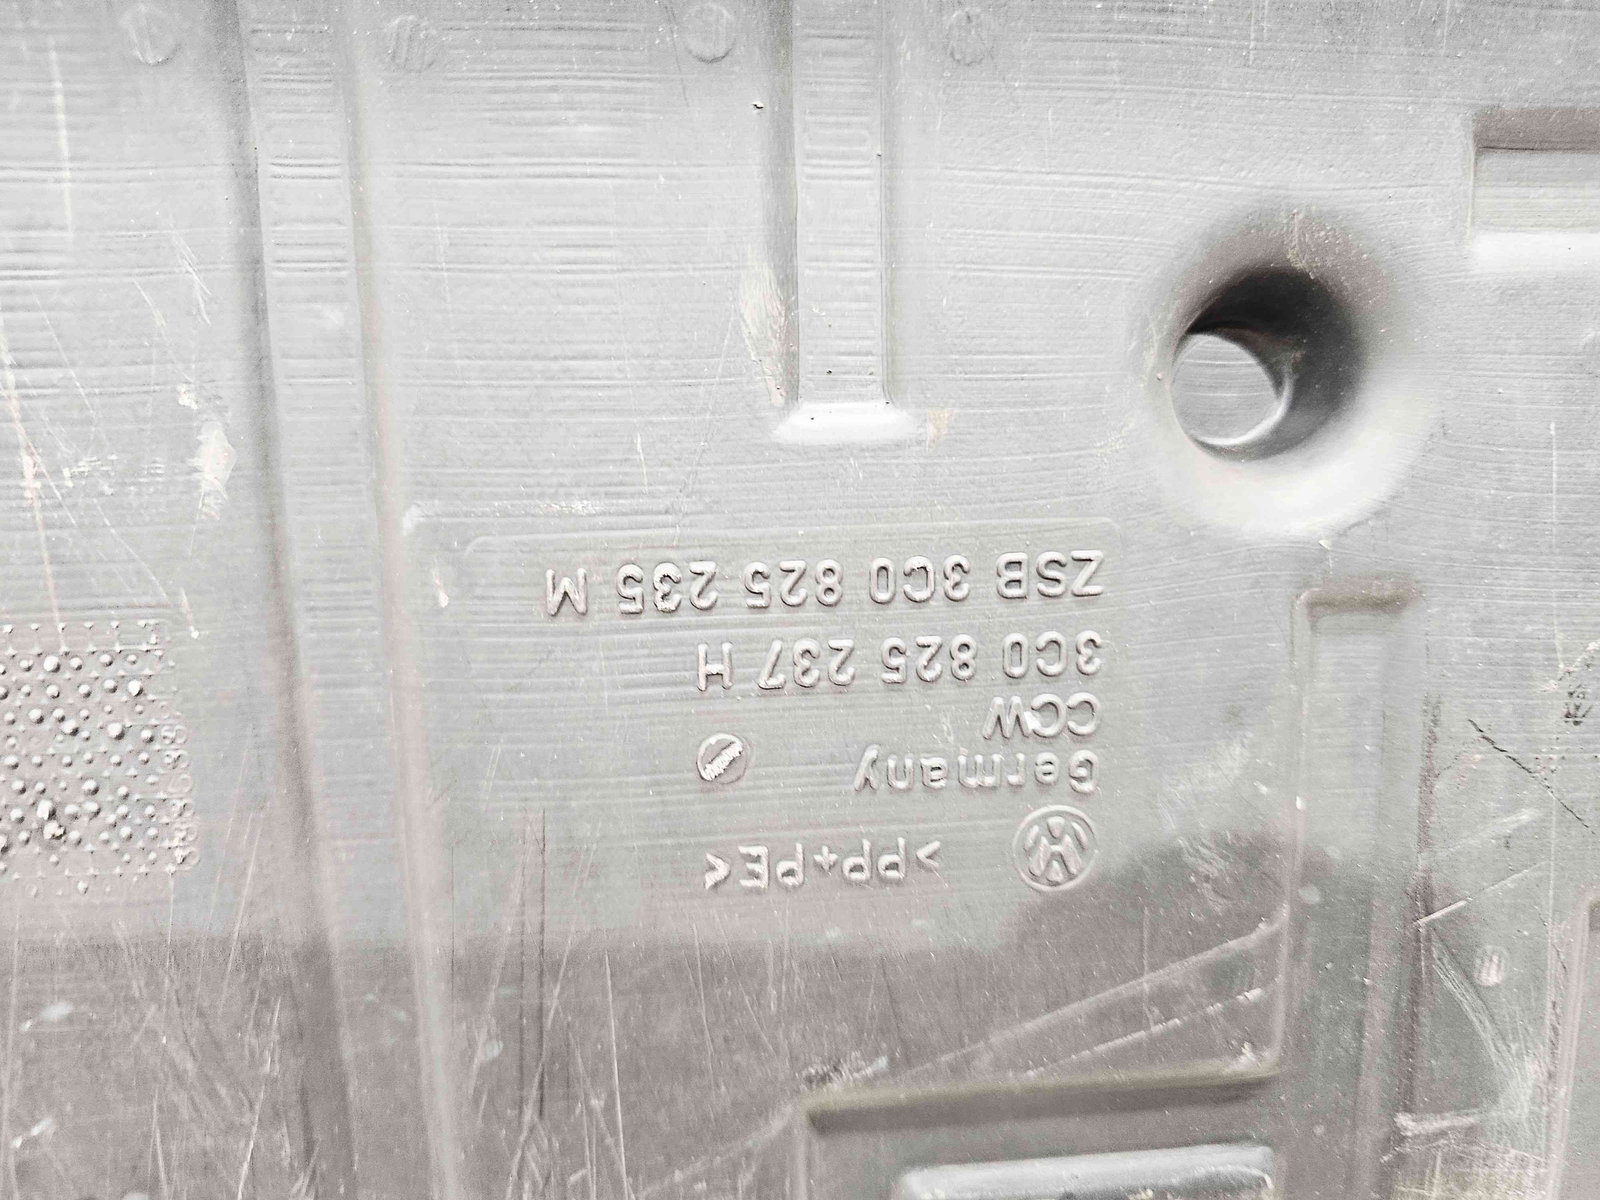 ZSB 3C0 825 235 M
3C0 825 237 H
CCW
Germany
>PP+PE<